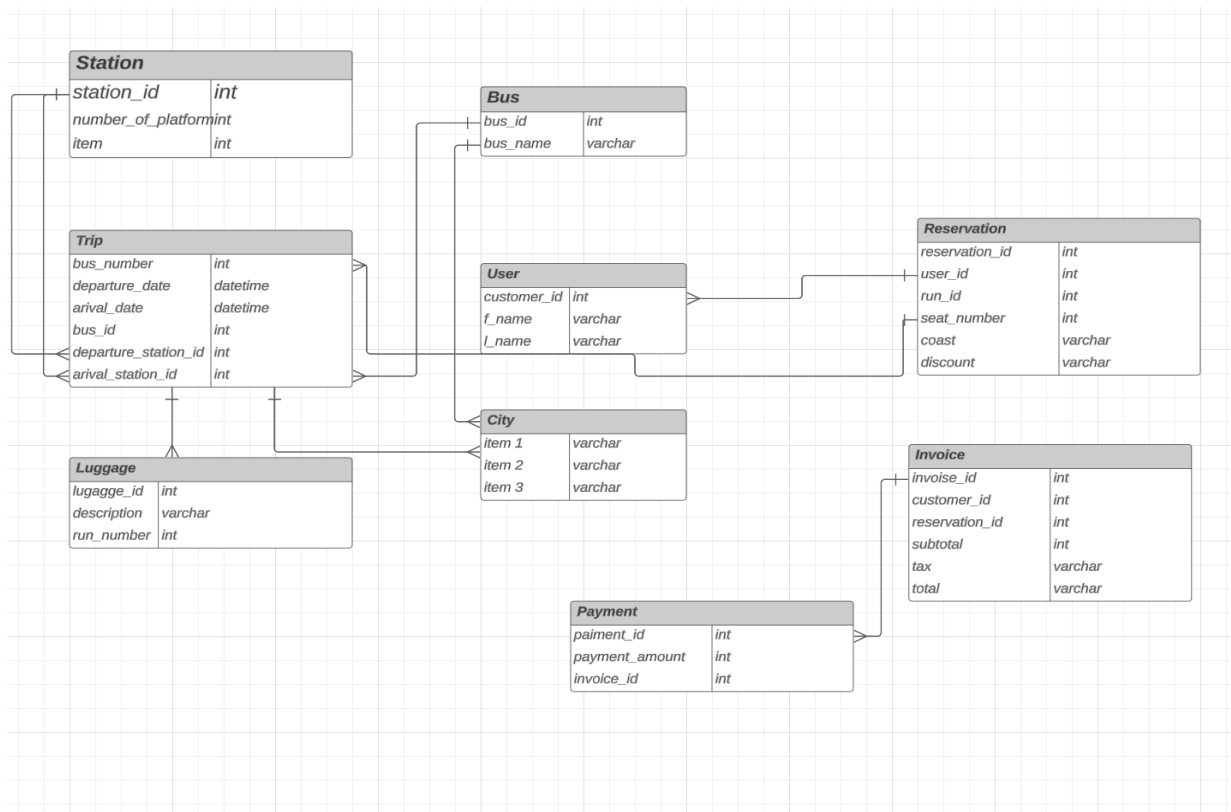 Station
station_id int
number_of_platform int
item int
Bus
bus_id int
bus_name varchar
Trip
bus_number int
departure_date datetime
arival_date datetime
bus_id int
departure_station_id int
arival_station_id int
User
customer_id int
f_name varchar
l_name varchar
Reservation
reservation_id int
user_id int
run_id int
seat_number int
coast varchar
discount varchar
City
item 1 varchar
item 2 varchar
item 3 varchar
Luggage
lugagge_id int
description varchar
run_number int
Invoice
invoise_id int
customer_id int
reservation_id int
subtotal int
tax varchar
total varchar
Payment
paiment_id int
payment_amount int
invoice_id int